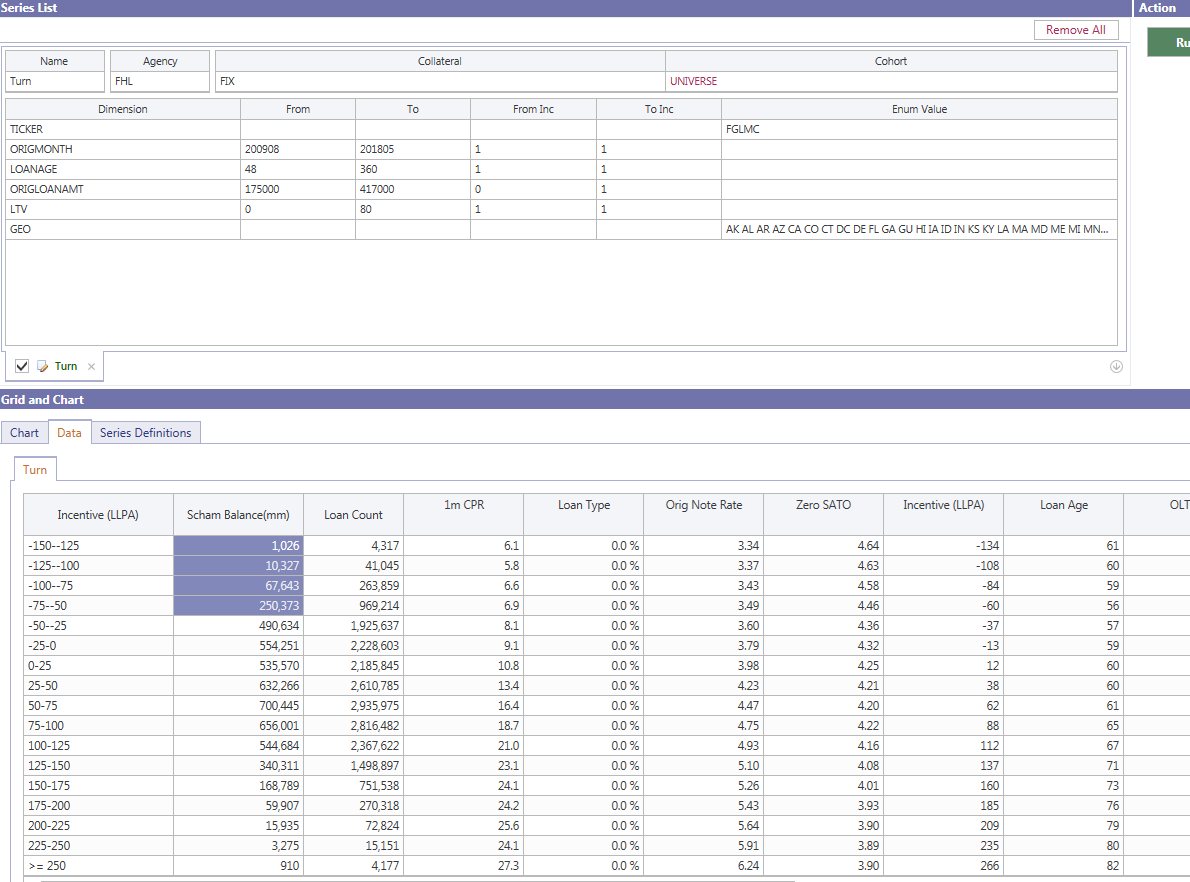 Series List Action
Remove All
Ru
Name Agency Collateral Cohort
Turn FHL FIX UNIVERSE
Dimension From To From Inc To Inc Enum Value
TICKER FGLMC
ORIGMONTH 200908 201805 1 1
LOANAGE 48 360 1 1
ORIGLOANAMT 175000 417000 0 1
LTV 0 80 1 1
GEO AK AL AR AZ CA CO CT DC DE FL GA GU HI IA ID IN KS KY LA MA MD ME MI MN...
Turn
Grid and Chart
Chart Data Series Definitions
Turn
Incentive (LLPA) Scham Balance(mm) Loan Count 1m CPR Loan Type Orig Note Rate Zero SATO Incentive (LLPA) Loan Age OLT
-150--125 1,026 4,317 6.1 0.0 % 3.34 4.64 -134 61
-125--100 10,327 41,045 5.8 0.0 % 3.37 4.63 -108 60
-100--75 67,643 263,859 6.6 0.0 % 3.43 4.58 -84 59
-75--50 250,373 969,214 6.9 0.0 % 3.49 4.46 -60 56
-50--25 490,634 1,925,637 8.1 0.0 % 3.60 4.36 -37 57
-25-0 554,251 2,228,603 9.1 0.0 % 3.79 4.32 -13 59
0-25 535,570 2,185,845 10.8 0.0 % 3.98 4.25 12 60
25-50 632,266 2,610,785 13.4 0.0 % 4.23 4.21 38 60
50-75 700,445 2,935,975 16.4 0.0 % 4.47 4.20 62 61
75-100 656,001 2,816,482 18.7 0.0 % 4.75 4.22 88 65
100-125 544,684 2,367,622 21.0 0.0 % 4.93 4.16 112 67
125-150 340,311 1,498,897 23.1 0.0 % 5.10 4.08 137 71
150-175 168,789 751,538 24.1 0.0 % 5.26 4.01 160 73
175-200 59,907 270,318 24.2 0.0 % 5.43 3.93 185 76
200-225 15,935 72,824 25.6 0.0 % 5.64 3.90 209 79
225-250 3,275 15,151 24.1 0.0 % 5.91 3.89 235 80
>= 250 910 4,177 27.3 0.0 % 6.24 3.90 266 82